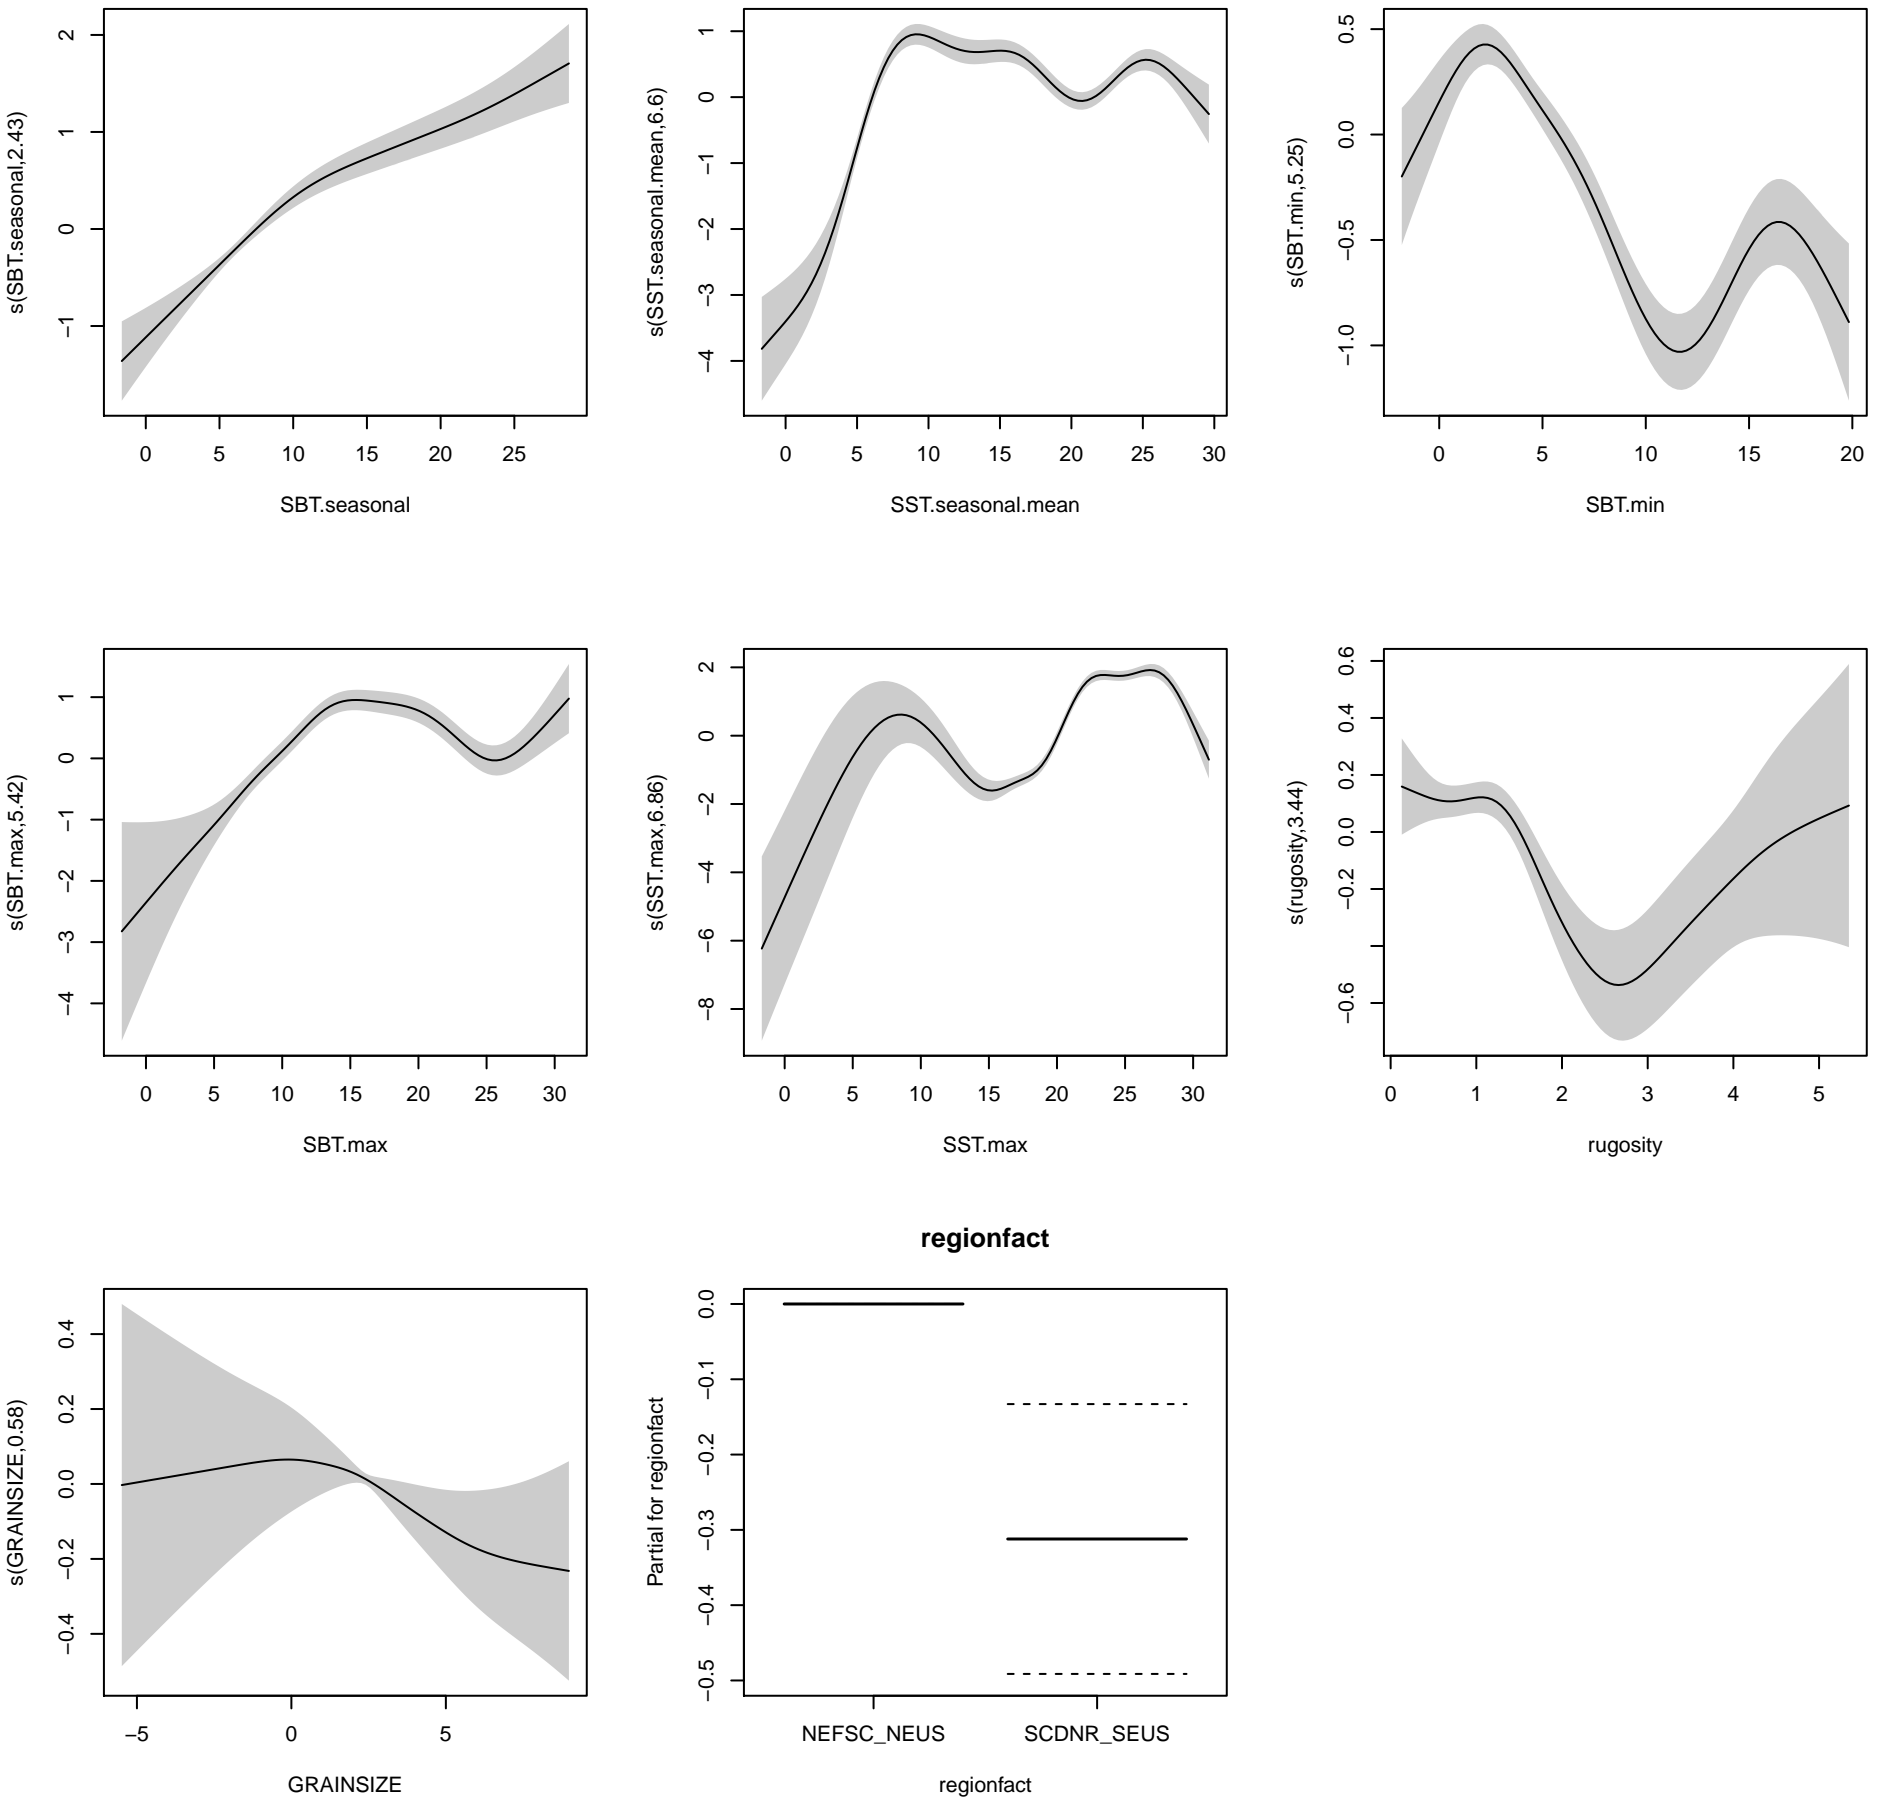 s(SBT.seasonal,2.43)
2
1
0
−1
0 5 10 15 20 25
SBT.seasonal
s(SST.seasonal.mean,6.6)
1
0
−1
−2
−3
−4
0 5 10 15 20 25 30
SST.seasonal.mean
s(SBT.min,5.25)
0.5
0.0
−0.5
−1.0
0 5 10 15 20
SBT.min
s(SBT.max,5.42)
1
0
−1
−2
−3
−4
0 5 10 15 20 25 30
SBT.max
s(SST.max,6.86)
2
0
−2
−4
−6
−8
0 5 10 15 20 25 30
SST.max
s(rugosity,3.44)
0.6
0.4
0.2
0.0
−0.2
−0.6
0 1 2 3 4 5
rugosity
s(GRAINSIZE,0.58)
0.4
0.2
0.0
−0.2
−0.4
−5 0 5
GRAINSIZE
regionfact
Partial for regionfact
0.0
−0.1
−0.2
−0.3
−0.4
−0.5
NEFSC_NEUS SCDNR_SEUS
regionfact